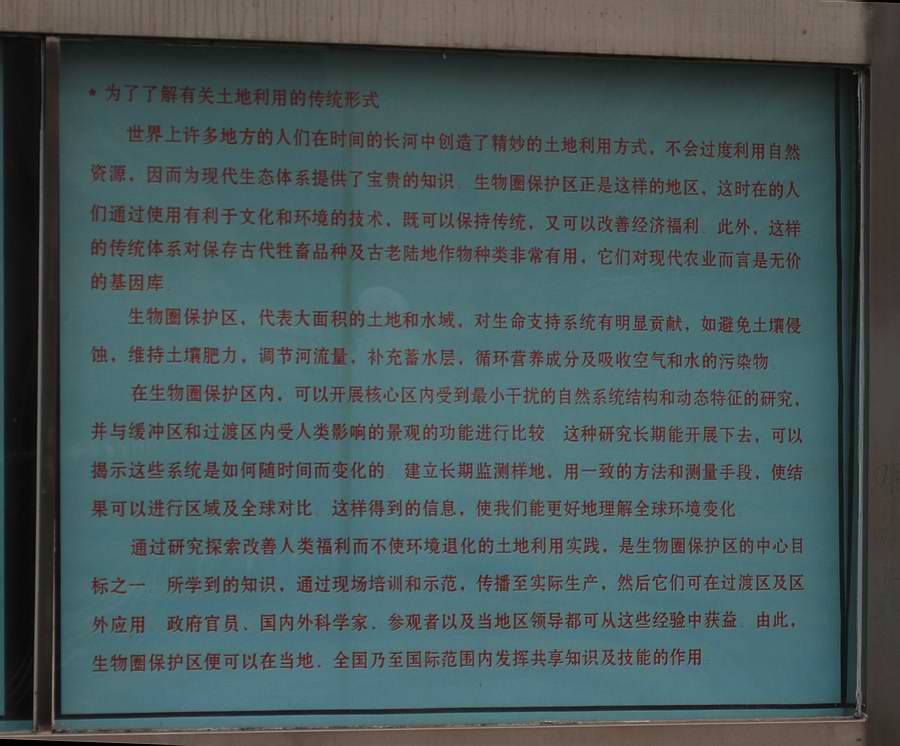 * 为了了解有关土地利用的传统形式
世界上许多地方的人们在时间的长河中创造了精妙的土地利用方式，不会过度利用自然
资源，因而为现代生态体系提供了宝贵的知识。生物圈保护区正是这样的地区，这时在的人
们通过使用有利于文化和环境的技术，既可以保持传统，又可以改善经济福利。此外，这样
的传统体系对保存古代牲畜品种及古老陆地作物种类非常有用，它们对现代农业而言是无价
的基因库。
生物圈保护区，代表大面积的土地和水域，对生命支持系统有明显贡献，如避免土壤侵
蚀，维持土壤肥力，调节河流量，补充蓄水层，循环营养成分及吸收空气和水的污染物。
在生物圈保护区内，可以开展核心区内受到最小干扰的自然系统结构和动态特征的研究，
并与缓冲区和过渡区内受人类影响的景观的功能进行比较。这种研究长期能开展下去，可以
揭示这些系统是如何随时间而变化的。建立长期监测样地，用一致的方法和测量手段，使结
果可以进行区域及全球对比。这样得到的信息，使我们能更好地理解全球环境变化。
通过研究探索改善人类福利而不使环境退化的土地利用实践，是生物圈保护区的中心目
标之一。所学到的知识，通过现场培训和示范，传播至实际生产，然后它们可在过渡区及区
外应用。政府官员、国内外科学家、参观者以及当地区领导都可从这些经验中获益。由此，
生物圈保护区便可以在当地、全国乃至国际范围内发挥共享知识及技能的作用。